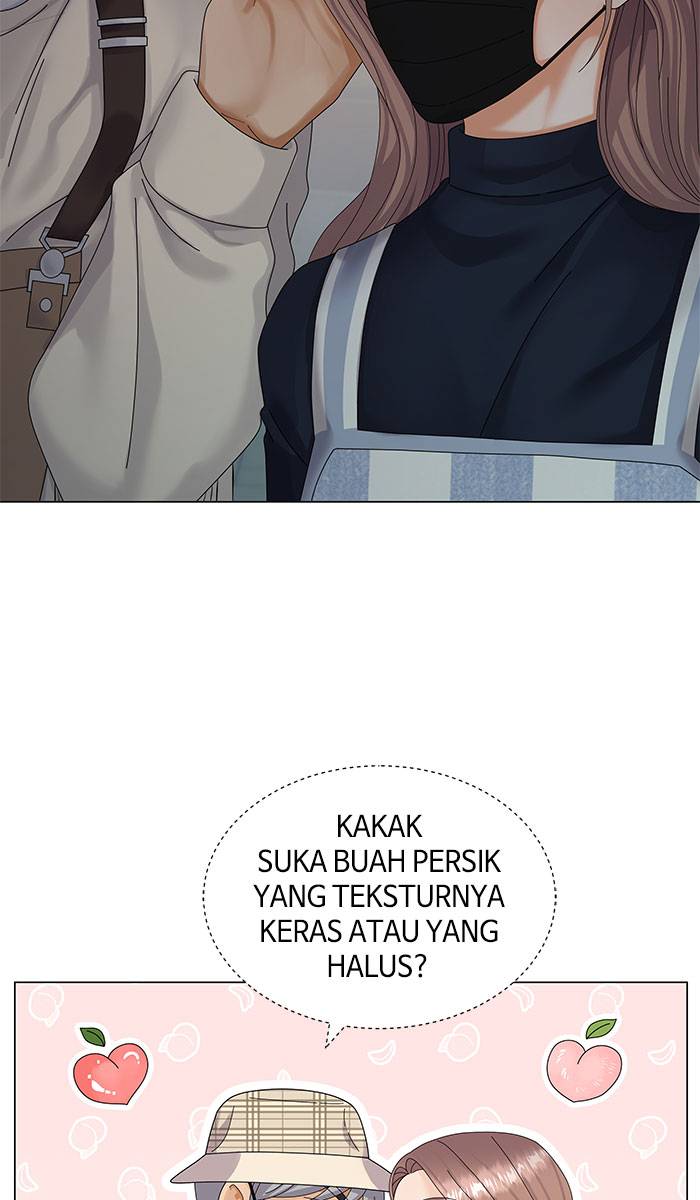 KAKAK
SUKA BUAH PERSIK
YANG TEKSTURNYA
KERAS ATAU YANG
HALUS?